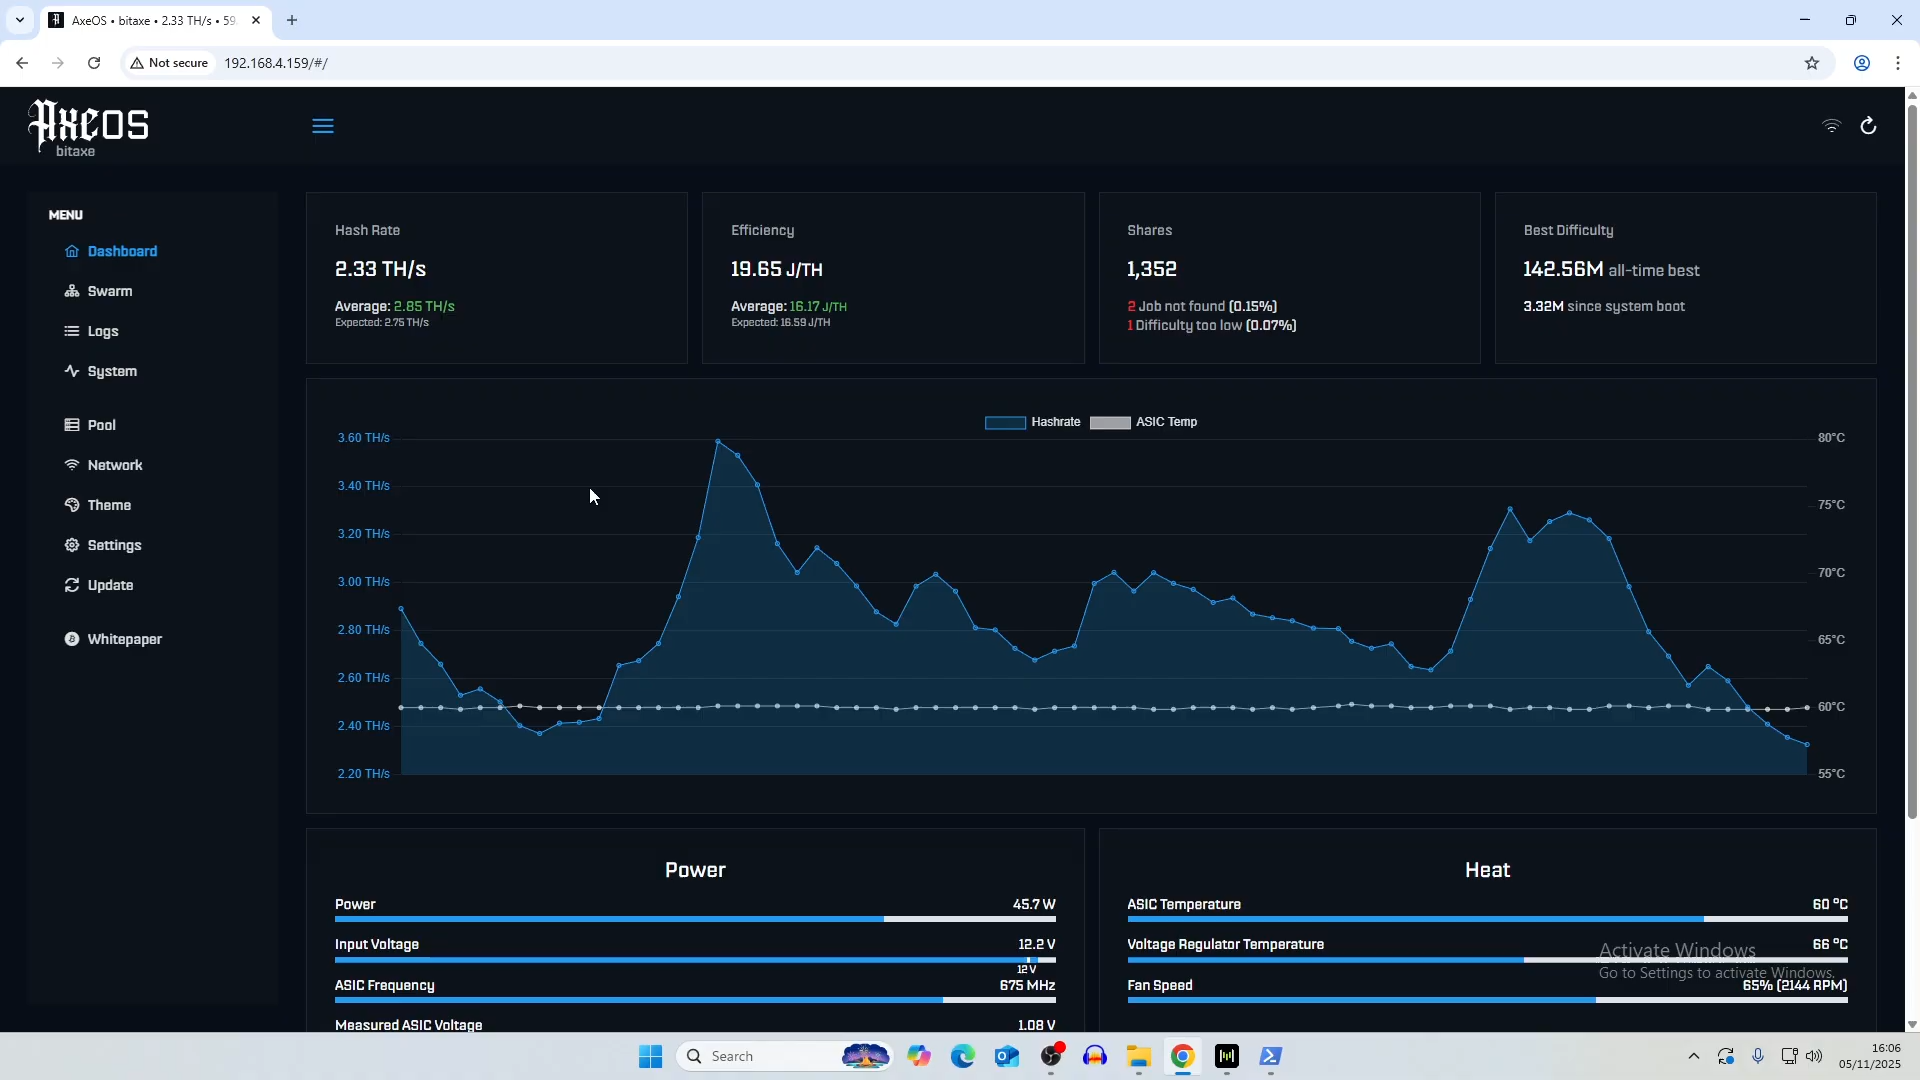 AxeOS • bitaxe • 2.33 TH/s • 59
Not secure
192.168.4.159/#/
AxeOS
bitaxe
MENU
Dashboard
Swarm
Logs
System
Pool
Network
Theme
Settings
Update
Whitepaper
Hash Rate
2.33 TH/s
Average: 2.85 TH/s
Expected: 2.75 TH/s
Efficiency
19.65 J/TH
Average: 16.17 J/TH
Expected: 16.59 J/TH
Shares
1,352
2 Job not found (0.15%)
1 Difficulty too low (0.07%)
Best Difficulty
142.56M all-time best
3.32M since system boot
Hashrate
ASIC Temp
3.60 TH/s
3.40 TH/s
3.20 TH/s
3.00 TH/s
2.80 TH/s
2.60 TH/s
2.40 TH/s
2.20 TH/s
80°C
75°C
70°C
65°C
60°C
55°C
Power
Power 45.7 W
Input Voltage 12.2 V
12 V
ASIC Frequency 675 MHz
Measured ASIC Voltage 1.08 V
Heat
ASIC Temperature 60 °C
Voltage Regulator Temperature 66 °C
Fan Speed 65% (2144 RPM)
Activate Windows
Go to Settings to activate Windows.
Search
16:06
05/11/2025